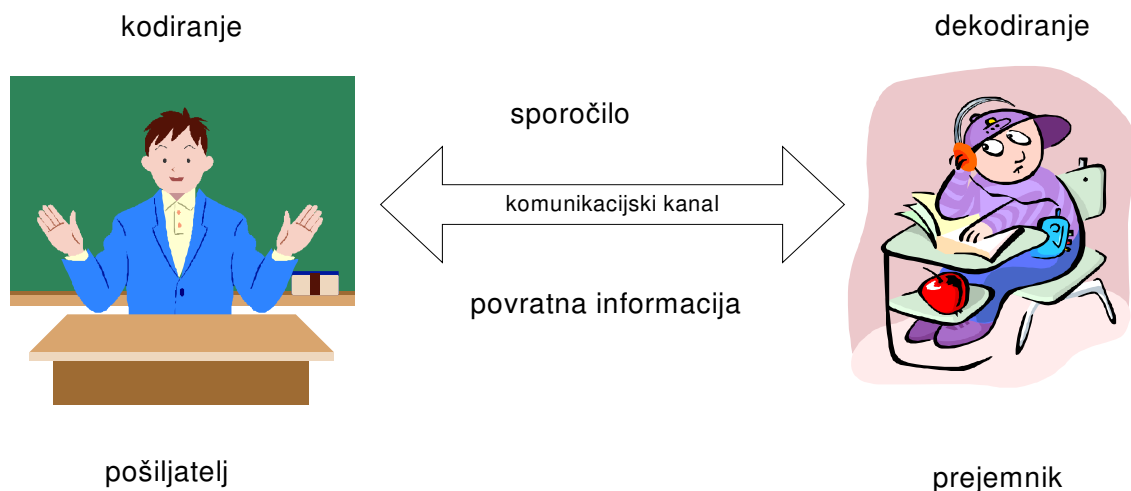 kodiranje
dekodiranje
sporočilo
komunikacijski kanal
povratna informacija
pošiljatelj
prejemnik